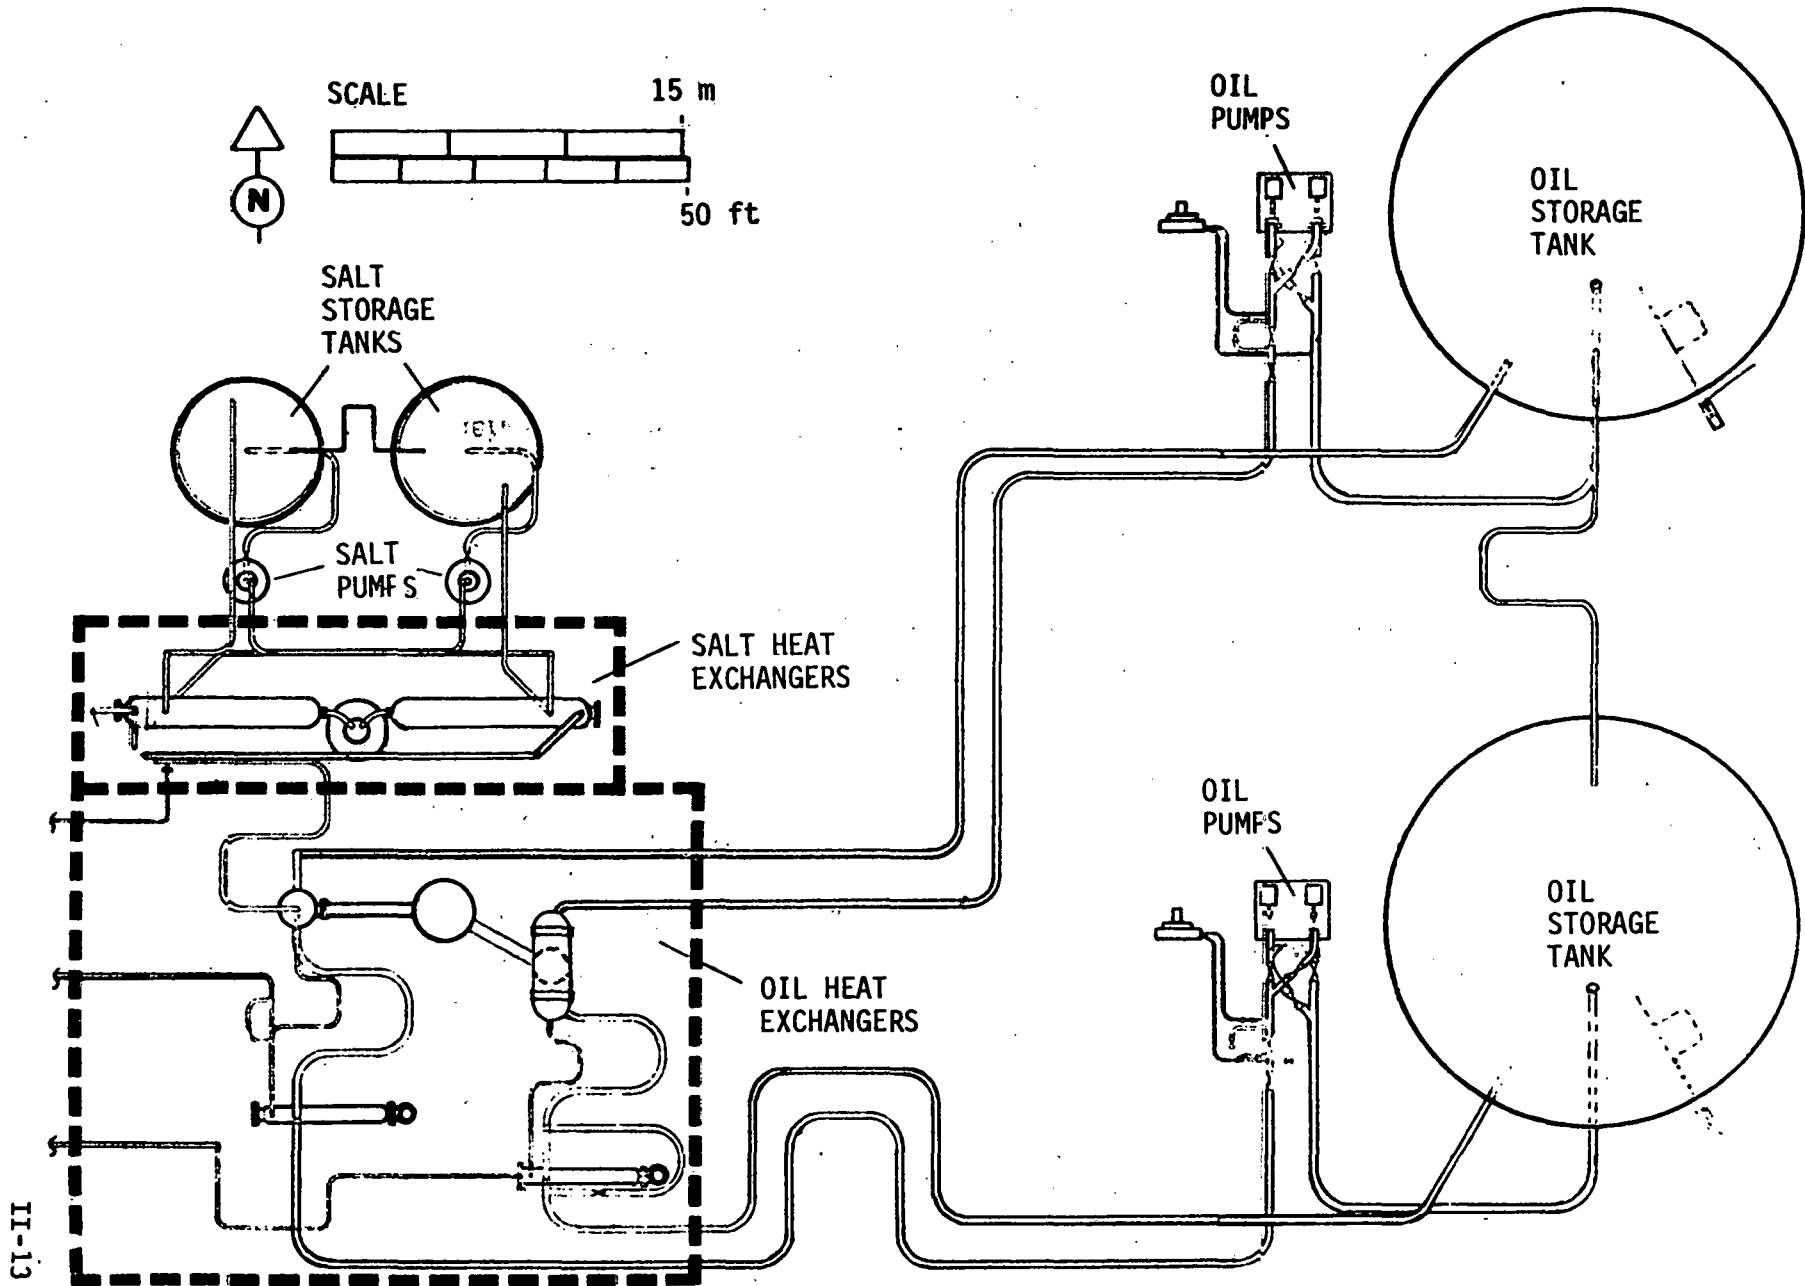 SCALE
15 m
50 ft
N
OIL
PUMPS
OIL
STORAGE
TANK
SALT
STORAGE
TANKS
SALT
PUMPS
SALT HEAT
EXCHANGERS
OIL
PUMPS
OIL
STORAGE
TANK
OIL HEAT
EXCHANGERS
II-13